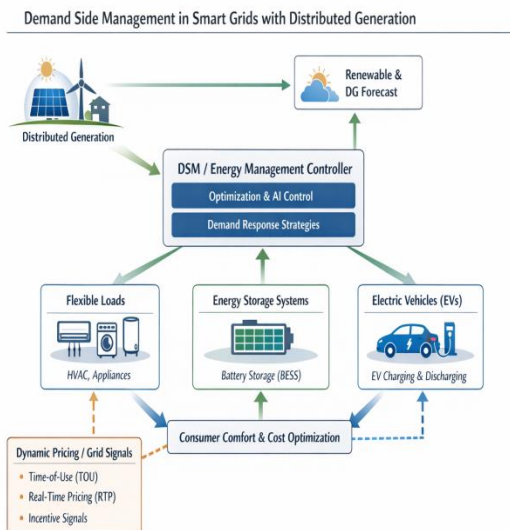 Demand Side Management in Smart Grids with Distributed Generation
Renewable &
DG Forecast
Distributed Generation
DSM / Energy Management Controller
Optimization & AI Control
Demand Response Strategies
Flexible Loads
HVAC, Appliances
Energy Storage Systems
Battery Storage (BESS)
Electric Vehicles (EVs)
EV Charging & Discharging
Consumer Comfort & Cost Optimization
Dynamic Pricing / Grid Signals
• Time-of-Use (TOU)
• Real-Time Pricing (RTP)
• Incentive Signals